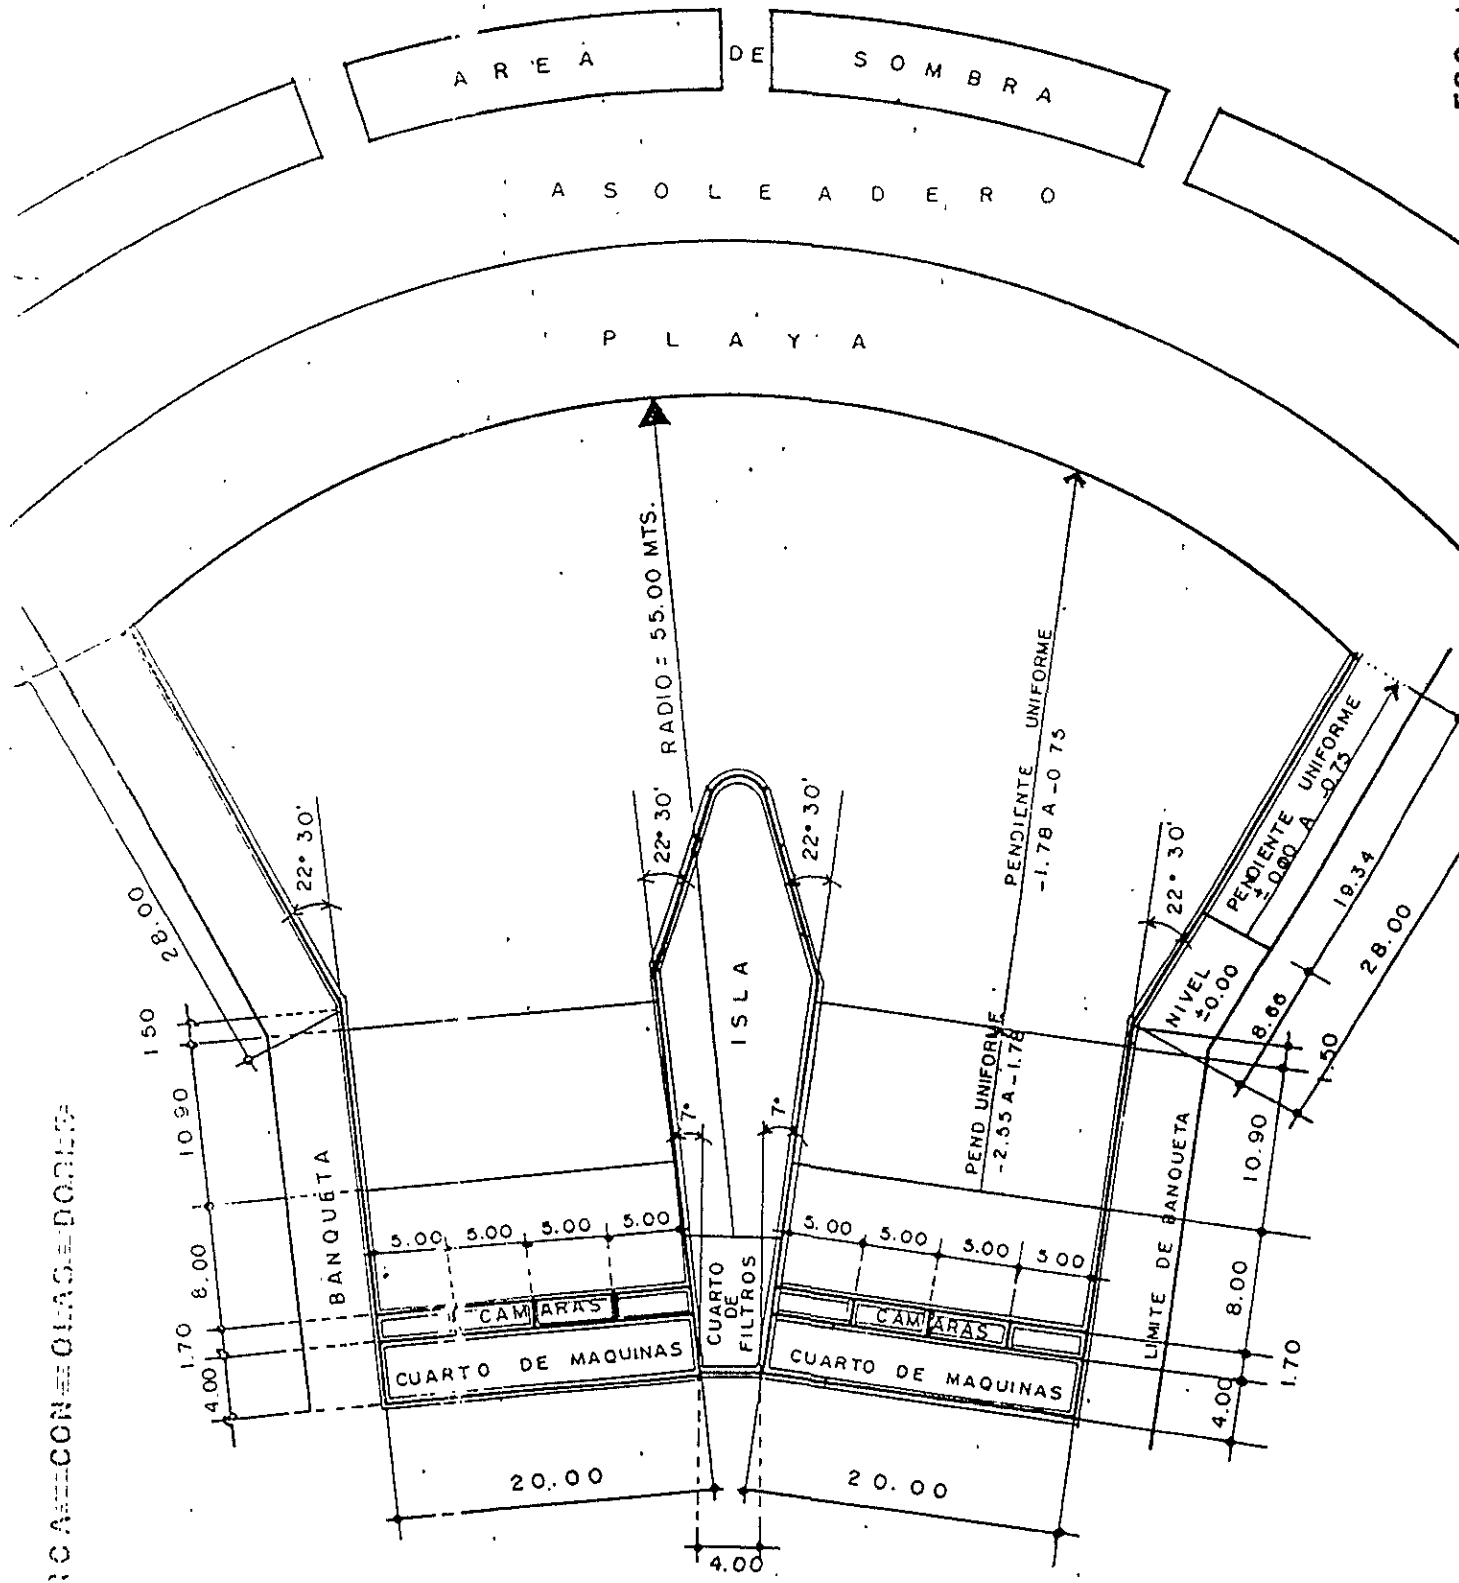 AREA DE SOMBRA
ASOLEADERO
PLAYA
RADIO = 55.00 MTS.
PENDIENTE UNIFORME
-1.78 A -0 75
PENDIENTE UNIFORME
±0.00 A -0.75
22° 30'
22° 30'
22° 30'
22° 30'
28.00
19.34
28.00
NIVEL
±0.00
8.66
1.50
1 50
ISLA
PEND UNIFORME
-2.55 A -1.78
10 90
10.90
7°
7°
BANQUETA
LIMITE DE BANQUETA
5.00 5.00 5.00 5.00
5.00 5.00 5.00 5 00
8.00
8.00
CAMARAS
CUARTO
DE
FILTROS
CAMARAS
1.70
1.70
CUARTO DE MAQUINAS
CUARTO DE MAQUINAS
4.00
4.00
20.00
20.00
4.00
CON OLAS DOBLE